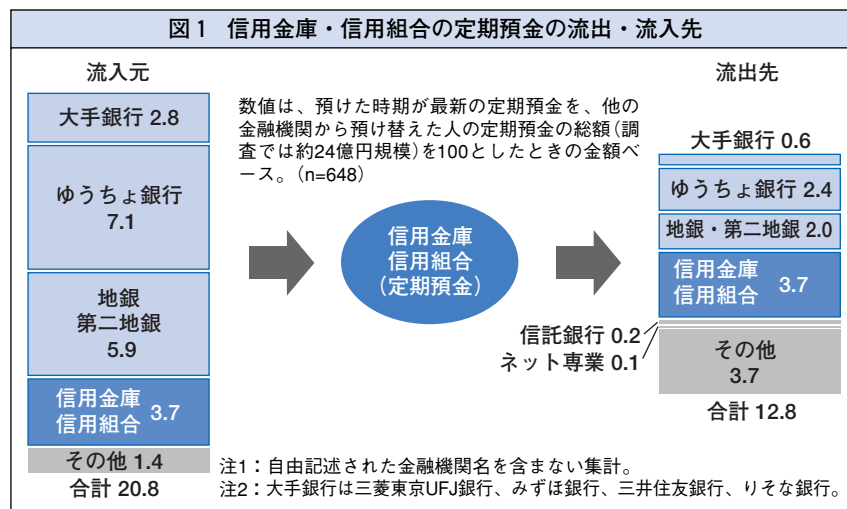 図1 信用金庫・信用組合の定期預金の流出・流入先
流入元
大手銀行 2.8
ゆうちょ銀行
7.1
地銀
第二地銀
5.9
信用金庫
信用組合 3.7
その他 1.4
合計 20.8
数値は、預けた時期が最新の定期預金を、他の
金融機関から預け替えた人の定期預金の総額(調
査では約24億円規模)を100としたときの金額ベ
ース。(n=648)
信用金庫
信用組合
(定期預金)
流出先
大手銀行 0.6
ゆうちょ銀行 2.4
地銀・第二地銀 2.0
信用金庫
信用組合 3.7
信託銀行 0.2
ネット専業 0.1
その他
3.7
合計 12.8
注1:自由記述された金融機関名を含まない集計。
注2:大手銀行は三菱東京UFJ銀行、みずほ銀行、三井住友銀行、りそな銀行。